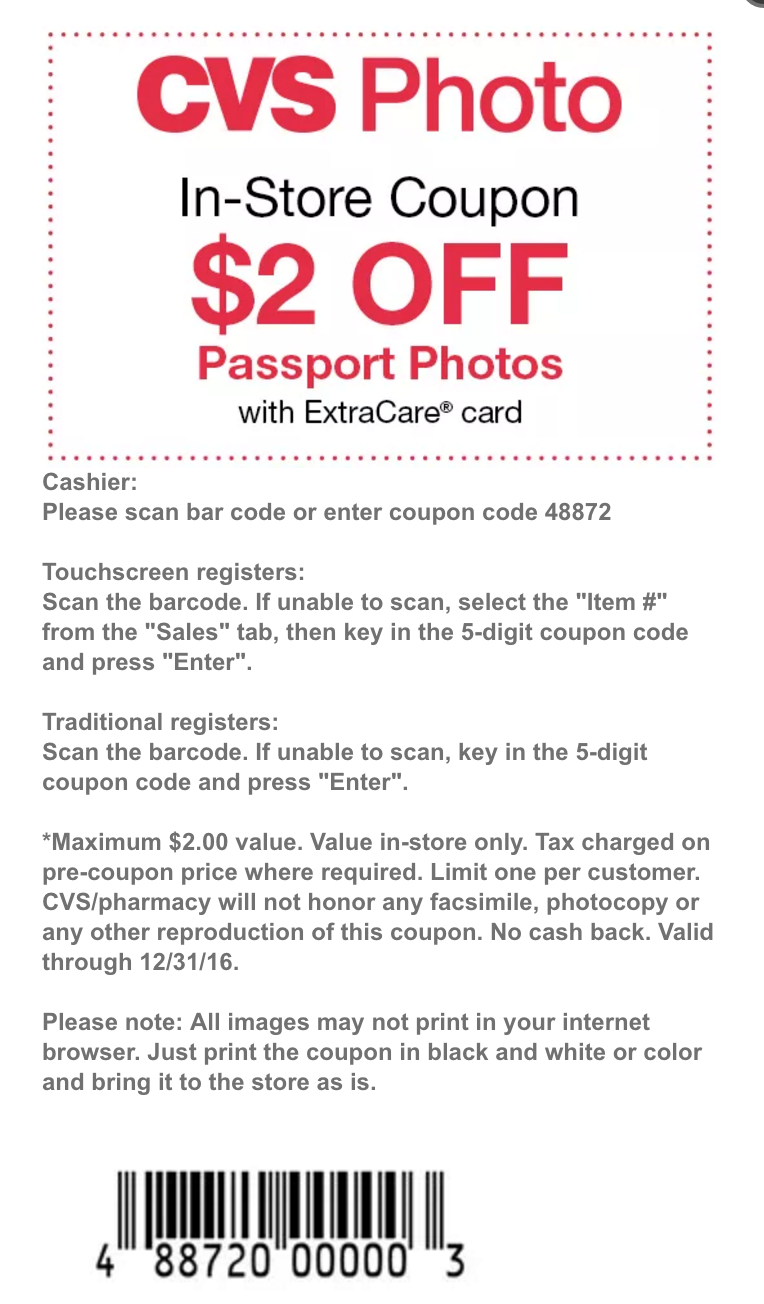 CVS Photo
In-Store Coupon
$2 OFF
Passport Photos
with ExtraCare® card
Cashier:
Please scan bar code or enter coupon code 48872
Touchscreen registers:
Scan the barcode. If unable to scan, select the "Item #"
from the "Sales" tab, then key in the 5-digit coupon code
and press "Enter".
Traditional registers:
Scan the barcode. If unable to scan, key in the 5-digit
coupon code and press "Enter".
*Maximum $2.00 value. Value in-store only. Tax charged on
pre-coupon price where required. Limit one per customer.
CVS/pharmacy will not honor any facsimile, photocopy or
any other reproduction of this coupon. No cash back. Valid
through 12/31/16.
Please note: All images may not print in your internet
browser. Just print the coupon in black and white or color
and bring it to the store as is.
4 88720 00000 3